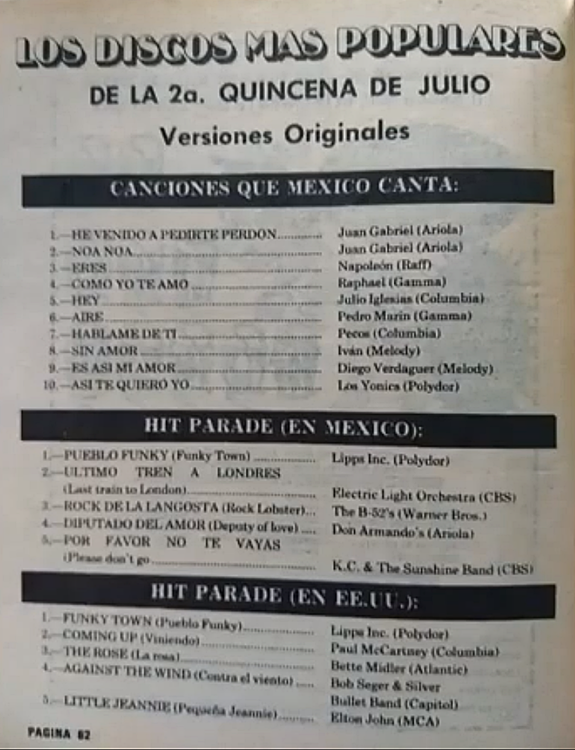 LOS DISCOS MAS POPULARES
DE LA 2a. QUINCENA DE JULIO
Versiones Originales
CANCIONES QUE MEXICO CANTA:
1.—HE VENIDO A PEDIRTE PERDON............ Juan Gabriel (Ariola)
2.—NOA NOA............ Juan Gabriel (Ariola)
3.—ERES............ Napoleón (Raff)
4.—COMO YO TE AMO............ Raphael (Gamma)
5.—HEY............ Julio Iglesias (Columbia)
6.—AIRE............ Pedro Marin (Gamma)
7.—HABLAME DE TI............ Pecos (Columbia)
8.—SIN AMOR............ Iván (Melody)
9.—ES ASI MI AMOR............ Diego Verdaguer (Melody)
10.—ASI TE QUIERO YO............ Los Yonics (Polydor)
HIT PARADE (EN MEXICO):
1.—PUEBLO FUNKY (Funky Town)............ Lipps Inc. (Polydor)
2.—ULTIMO TREN A LONDRES
(Last train to London)............ Electric Light Orchestra (CBS)
3.—ROCK DE LA LANGOSTA (Rock Lobster)... The B-52's (Warner Bros.)
4.—DIPUTADO DEL AMOR (Deputy of love).... Don Armando's (Ariola)
5.—POR FAVOR NO TE VAYAS
(Please don't go............ K.C. & The Sunshine Band (CBS)
HIT PARADE (EN EE.UU.):
1.—FUNKY TOWN (Pueblo Funky)............ Lipps Inc. (Polydor)
2.—COMING UP (Viniendo)............ Paul McCartney (Columbia)
3.—THE ROSE (La rosa)............ Bette Midler (Atlantic)
4.—AGAINST THE WIND (Contra el viento)..... Bob Seger & Silver
Bullet Band (Capitol)
5.—LITTLE JEANNIE (Pequeña Jeannie)......... Elton John (MCA)
PAGINA 82